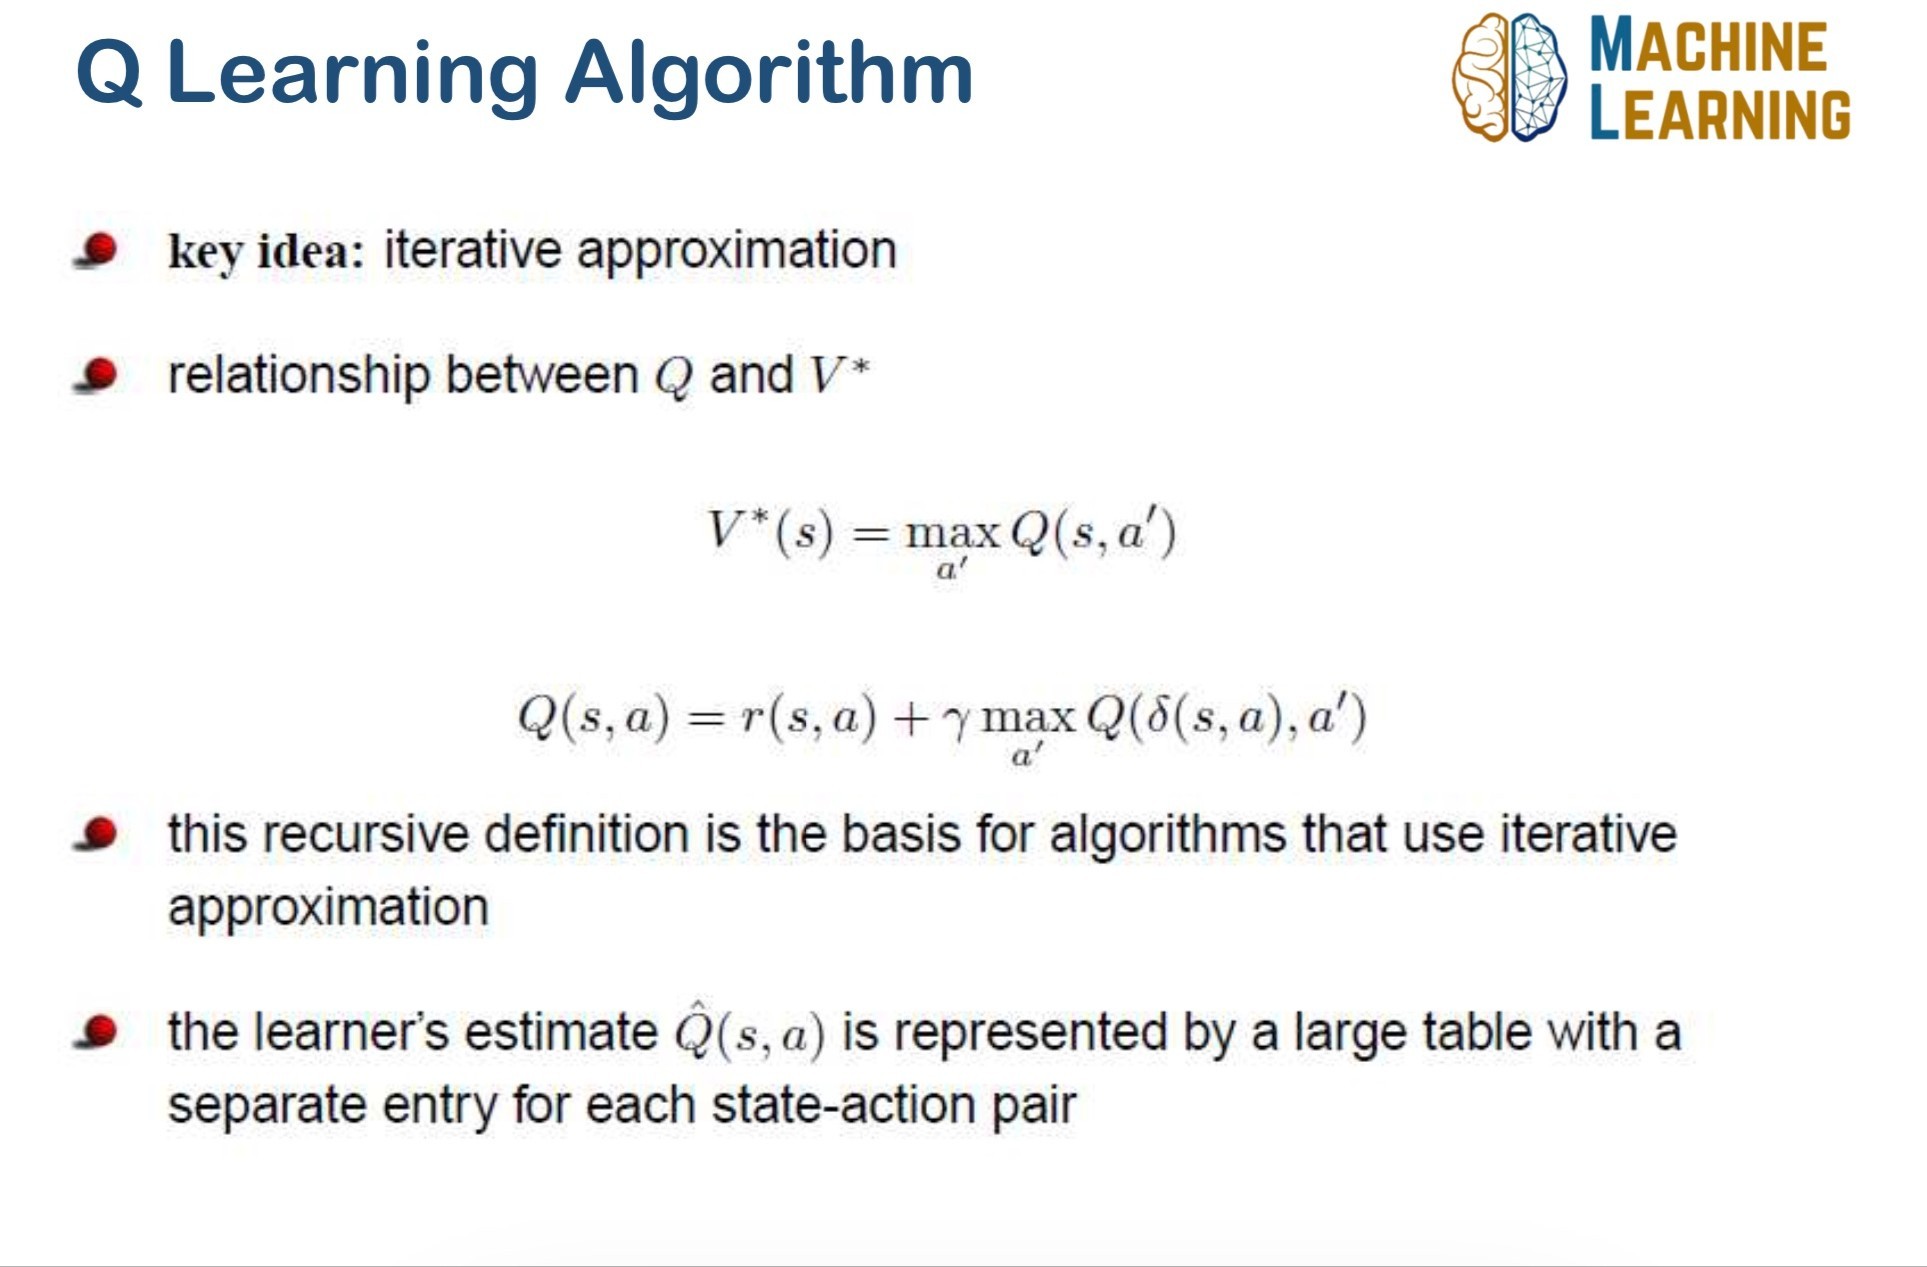 Q Learning Algorithm
MACHINE
LEARNING
key idea: iterative approximation
relationship between Q and V*
V*(s) = max Q(s, a′)
a′
Q(s, a) = r(s, a) + γ max Q(δ(s, a), a′)
a′
this recursive definition is the basis for algorithms that use iterative
approximation
the learner's estimate Q̂(s, a) is represented by a large table with a
separate entry for each state-action pair